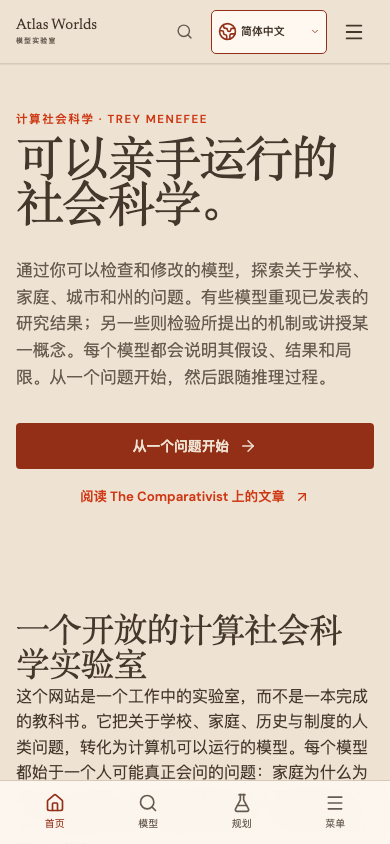 Atlas Worlds
模型实验室
简体中文
计算社会科学 · TREY MENEFEE
可以亲手运行的
社会科学。
通过你可以检查和修改的模型，探索关于学校、
家庭、城市和州的问题。有些模型重现已发表的
研究结果；另一些则检验所提出的机制或讲授某
一概念。每个模型都会说明其假设、结果和局
限。从一个问题开始，然后跟随推理过程。
从一个问题开始
阅读 The Comparativist 上的文章
一个开放的计算社会科
学实验室
这个网站是一个工作中的实验室，而不是一本完成
的教科书。它把关于学校、家庭、历史与制度的人
类问题，转化为计算机可以运行的模型。每个模型
都始于一个人可能真正会问的问题：家庭为什么为
首页
模型
规划
菜单